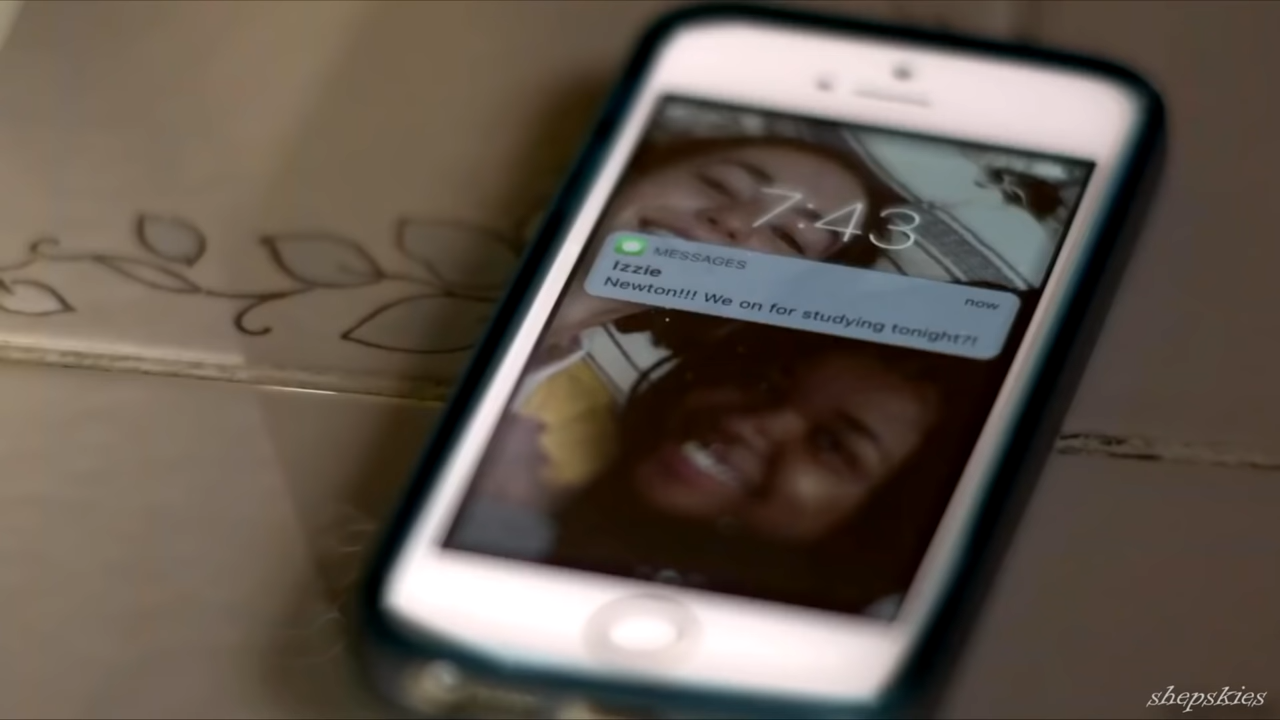 7:43
MESSAGES
now
Izzie
Newton!!! We on for studying tonight?!
shepskies